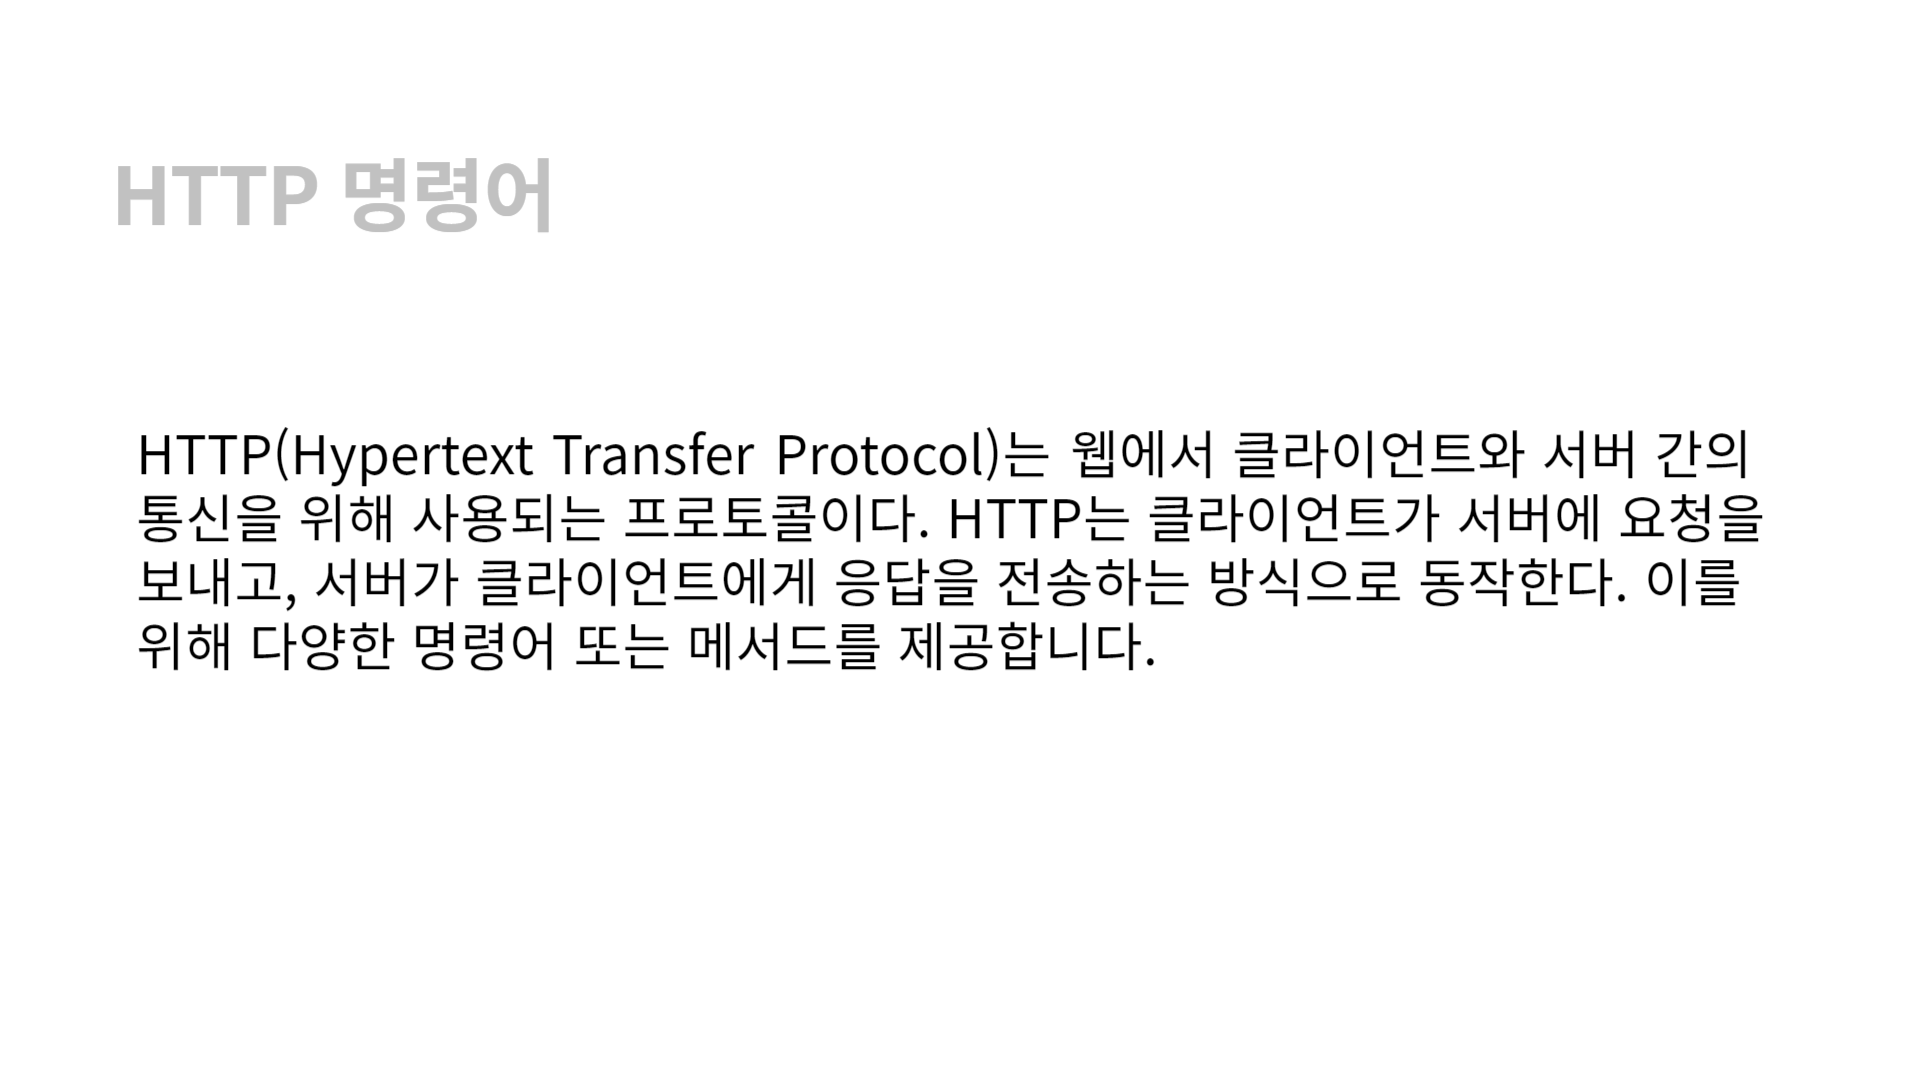 HTTP 명령어
HTTP(Hypertext Transfer Protocol)는 웹에서 클라이언트와 서버 간의
통신을 위해 사용되는 프로토콜이다. HTTP는 클라이언트가 서버에 요청을
보내고, 서버가 클라이언트에게 응답을 전송하는 방식으로 동작한다. 이를
위해 다양한 명령어 또는 메서드를 제공합니다.